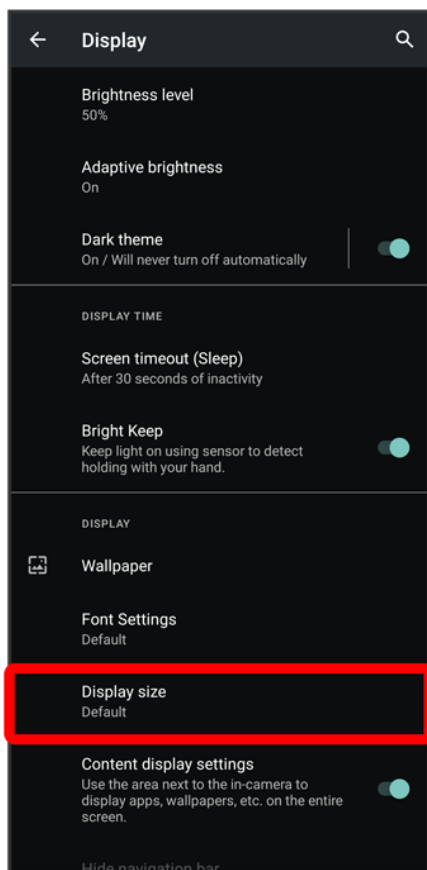 Display
Brightness level
50%
Adaptive brightness
On
Dark theme
On / Will never turn off automatically
DISPLAY TIME
Screen timeout (Sleep)
After 30 seconds of inactivity
Bright Keep
Keep light on using sensor to detect
holding with your hand.
DISPLAY
Wallpaper
Font Settings
Default
Display size
Default
Content display settings
Use the area next to the in-camera to
display apps, wallpapers, etc. on the entire
screen.
Hide navigation bar